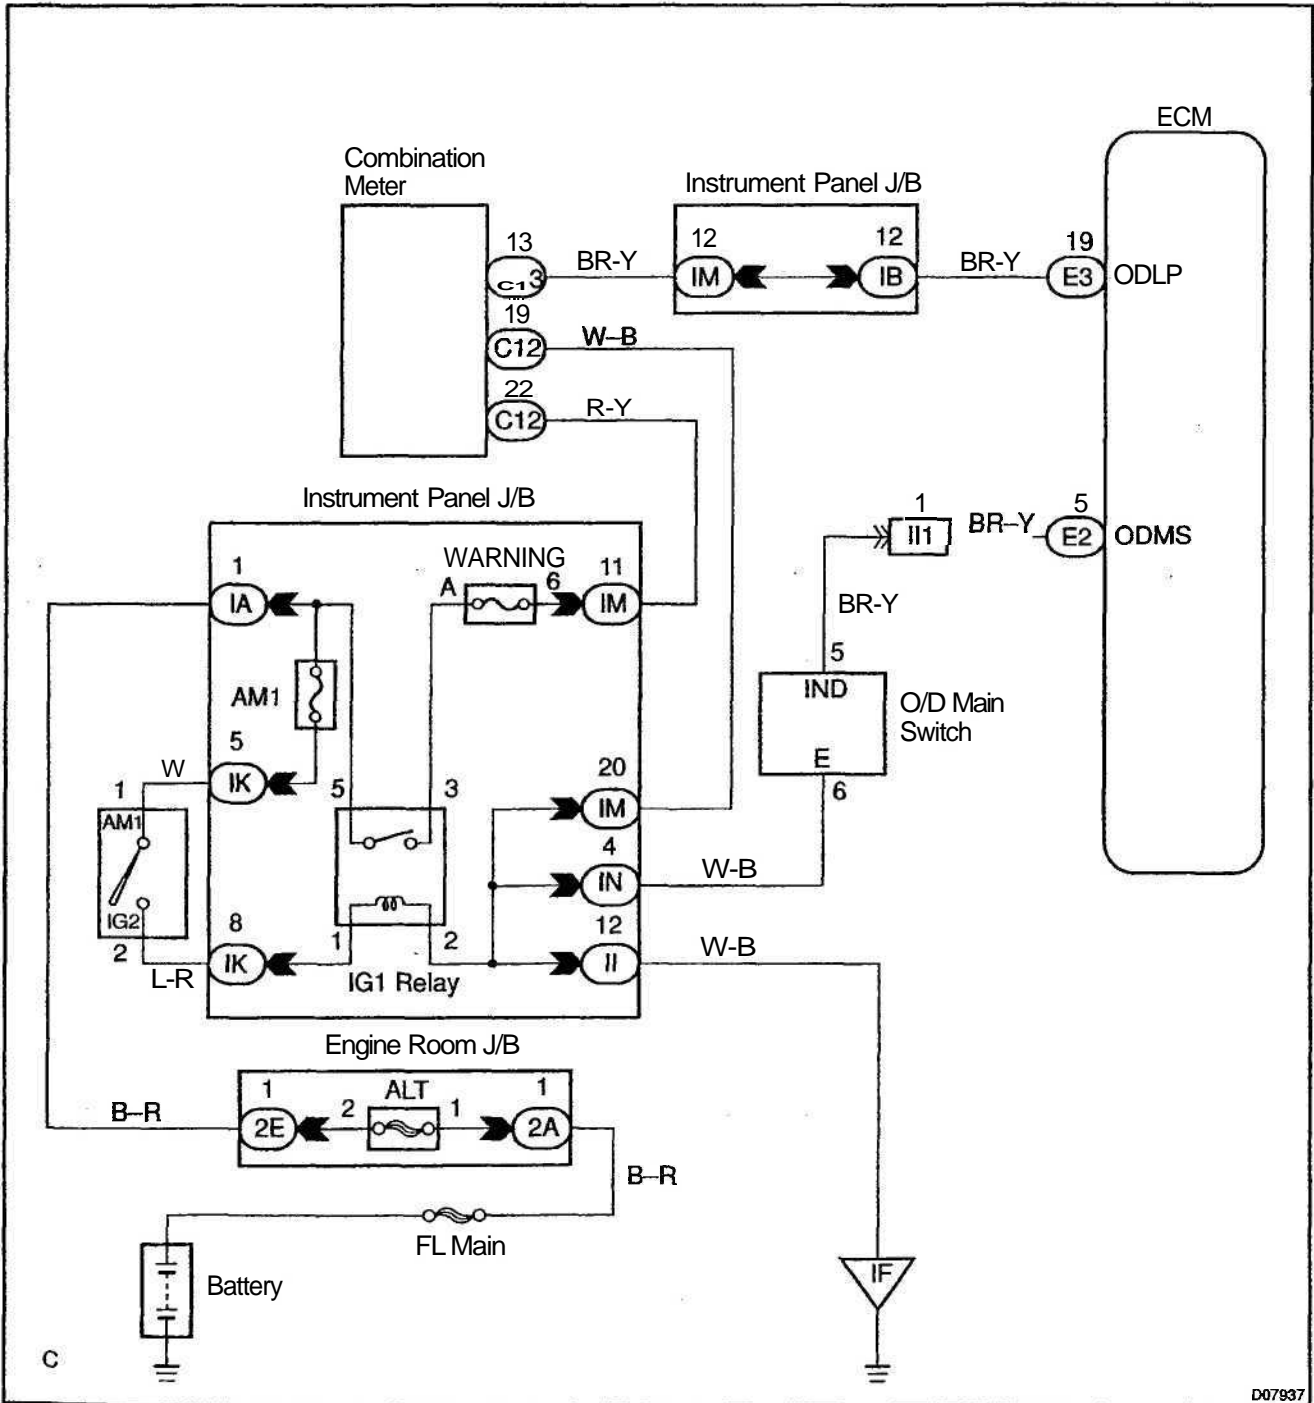 ECM
Combination
Meter
Instrument Panel J/B
13
12
12
19
C13
BR-Y
IM
IB
BR-Y
E3
ODLP
19
C12
W-B
22
C12
R-Y
Instrument Panel J/B
1
II1
BR-Y
5
E2
ODMS
WARNING
1
IA
A
6
11
IM
BR-Y
AM1
5
IND
O/D Main
Switch
E
6
5
IK
W
20
IM
1
AM1
5
3
4
IN
W-B
IG2
2
L-R
8
IK
1
2
12
II
W-B
IG1 Relay
Engine Room J/B
1
ALT
1
B-R
2E
2
1
2A
B-R
FL Main
Battery
IF
C
D07937